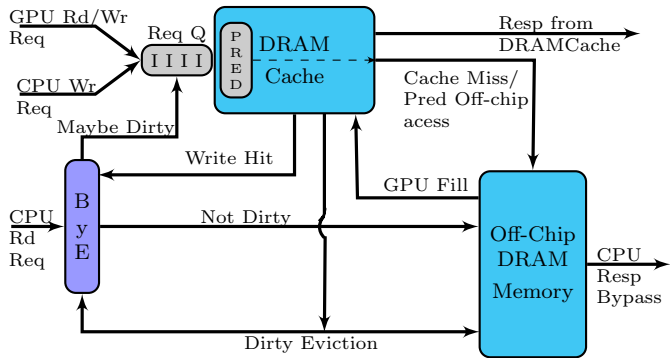 GPU Rd/Wr
Req
Req Q
I I I I
P
R
E
D
DRAM
Cache
Resp from
DRAMCache
CPU Wr
Req
Cache Miss/
Pred Off-chip
acess
Maybe Dirty
Write Hit
GPU Fill
B
y
E
CPU
Rd
Req
Not Dirty
Off-Chip
DRAM
Memory
CPU
Resp
Bypass
Dirty Eviction